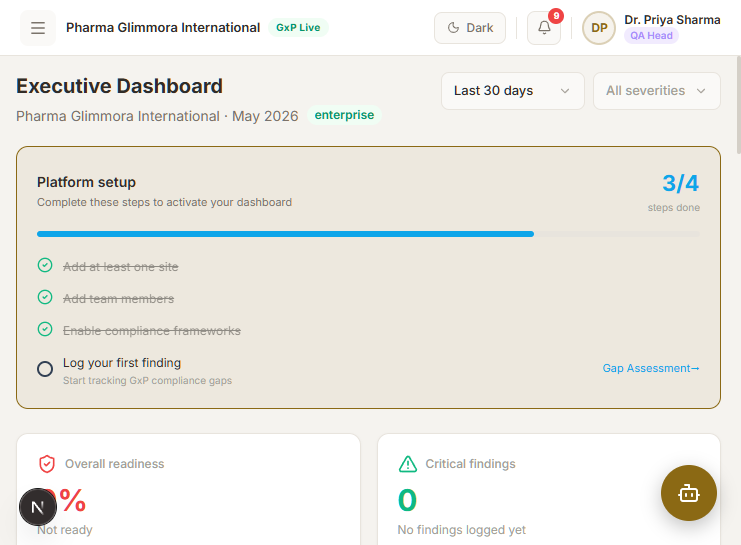 Pharma Glimmora International GxP Live
Dark
9
DP
Dr. Priya Sharma
QA Head
Executive Dashboard
Pharma Glimmora International · May 2026 enterprise
Last 30 days
All severities
Platform setup
Complete these steps to activate your dashboard
3/4
steps done
Add at least one site
Add team members
Enable compliance frameworks
Log your first finding
Start tracking GxP compliance gaps
Gap Assessment→
Overall readiness
%
Not ready
N
Critical findings
0
No findings logged yet